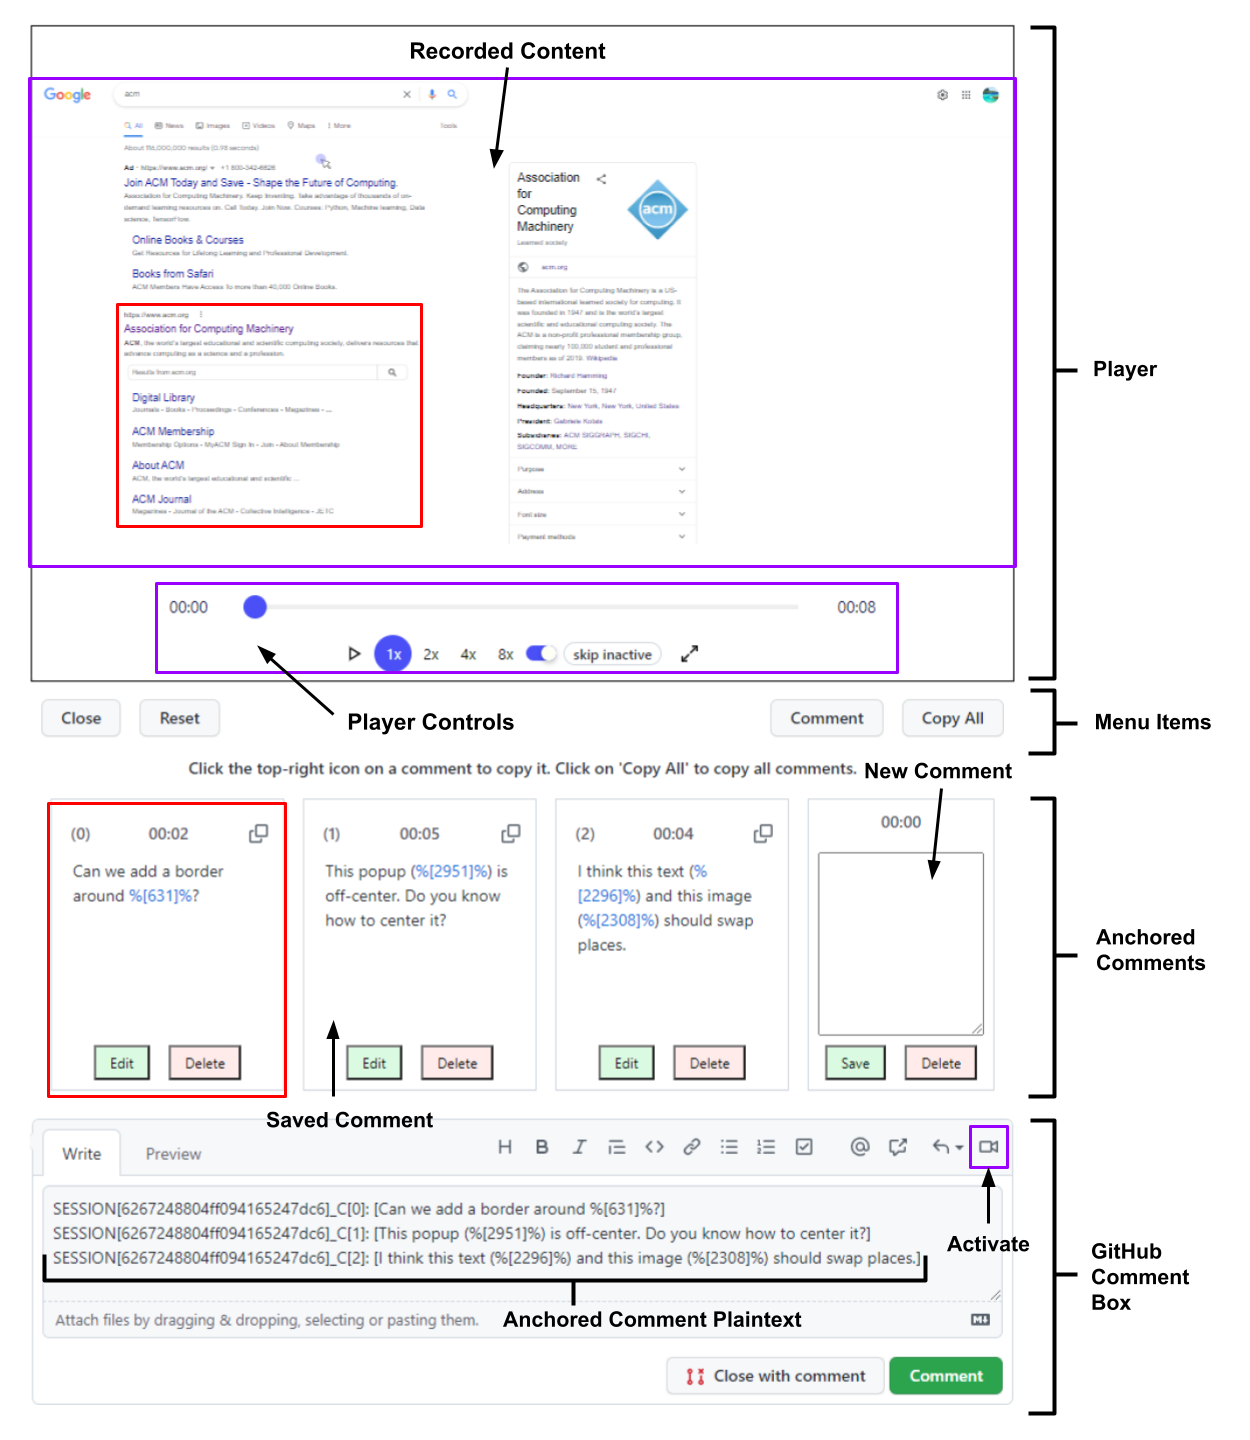 Recorded Content
Google
acm
All News Images Videos Maps More Tools
About 116,000,000 results (0.98 seconds)
Ad · https://www.acm.org/ +1 800-342-6626
Join ACM Today and Save - Shape the Future of Computing.
Association for Computing Machinery. Keep Inventing. Take advantage of thousands of on-
demand learning resources on. Call Today. Join Now. Courses: Python, Machine learning, Data
science, TensorFlow.
Online Books & Courses
Get Resources for Lifelong Learning and Professional Development.
Books from Safari
ACM Members Have Access To more than 40,000 Online Books.
https://www.acm.org
Association for Computing Machinery
ACM, the world's largest educational and scientific computing society, delivers resources that
advance computing as a science and a profession.
Results from acm.org
Digital Library
Journals - Books - Proceedings - Conferences - Magazines - ...
ACM Membership
Membership Options - MyACM Sign In - Join - About Membership
About ACM
ACM, the world's largest educational and scientific ...
ACM Journal
Magazines - Journal of the ACM - Collective Intelligence - JETC
Association
for
Computing
Machinery
acm
Learned society
acm.org
The Association for Computing Machinery is a US-
based international learned society for computing. It
was founded in 1947 and is the world's largest
scientific and educational computing society. The
ACM is a non-profit professional membership group,
claiming nearly 100,000 student and professional
members as of 2019. Wikipedia
Founder: Richard Hamming
Founded: September 15, 1947
Headquarters: New York, New York, United States
President: Gabriele Kotsis
Subsidiaries: ACM SIGGRAPH, SIGCHI,
SIGCOMM, MORE
Purpose
Address
Font size
Payment methods
Player
00:00
00:08
1x 2x 4x 8x skip inactive
Close Reset
Player Controls
Comment Copy All
Menu Items
Click the top-right icon on a comment to copy it. Click on 'Copy All' to copy all comments.
New Comment
(0) 00:02
Can we add a border
around %[631]%?
Edit Delete
(1) 00:05
This popup (%[2951]%) is
off-center. Do you know
how to center it?
Edit Delete
(2) 00:04
I think this text (%
[2296]%) and this image
(%[2308]%) should swap
places.
Edit Delete
00:00
Save Delete
Anchored
Comments
Saved Comment
Write Preview
H B I
SESSION[6267248804ff094165247dc6]_C[0]: [Can we add a border around %[631]%?]
SESSION[6267248804ff094165247dc6]_C[1]: [This popup (%[2951]%) is off-center. Do you know how to center it?]
SESSION[6267248804ff094165247dc6]_C[2]: [I think this text (%[2296]%) and this image (%[2308]%) should swap places.]
Activate
GitHub
Comment
Box
Attach files by dragging & dropping, selecting or pasting them.
Anchored Comment Plaintext
Close with comment Comment